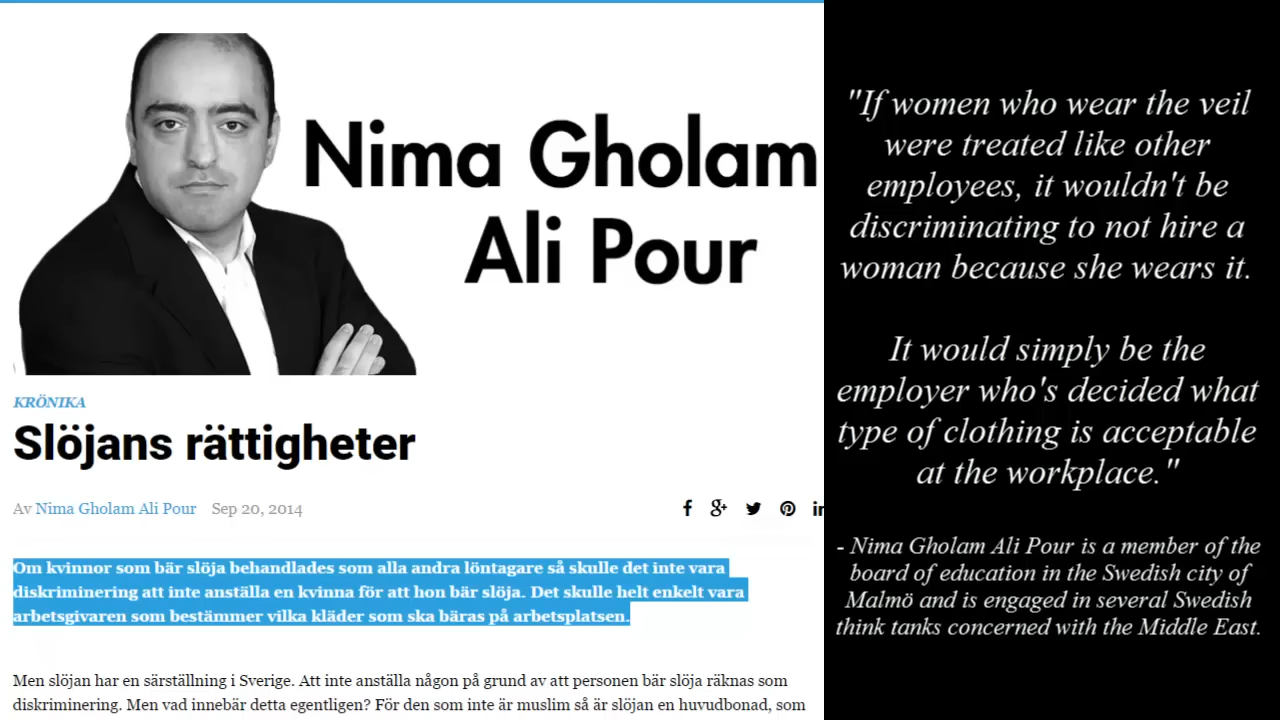 Nima Gholam
Ali Pour
KRÖNIKA
Slöjans rättigheter
Av Nima Gholam Ali Pour Sep 20, 2014
Om kvinnor som bär slöja behandlades som alla andra löntagare så skulle det inte vara
diskriminering att inte anställa en kvinna för att hon bär slöja. Det skulle helt enkelt vara
arbetsgivaren som bestämmer vilka kläder som ska bäras på arbetsplatsen.
Men slöjan har en särställning i Sverige. Att inte anställa någon på grund av att personen bär slöja räknas som
diskriminering. Men vad innebär detta egentligen? För den som inte är muslim så är slöjan en huvudbonad, som
"If women who wear the veil
were treated like other
employees, it wouldn't be
discriminating to not hire a
woman because she wears it.
It would simply be the
employer who's decided what
type of clothing is acceptable
at the workplace."
- Nima Gholam Ali Pour is a member of the
board of education in the Swedish city of
Malmö and is engaged in several Swedish
think tanks concerned with the Middle East.